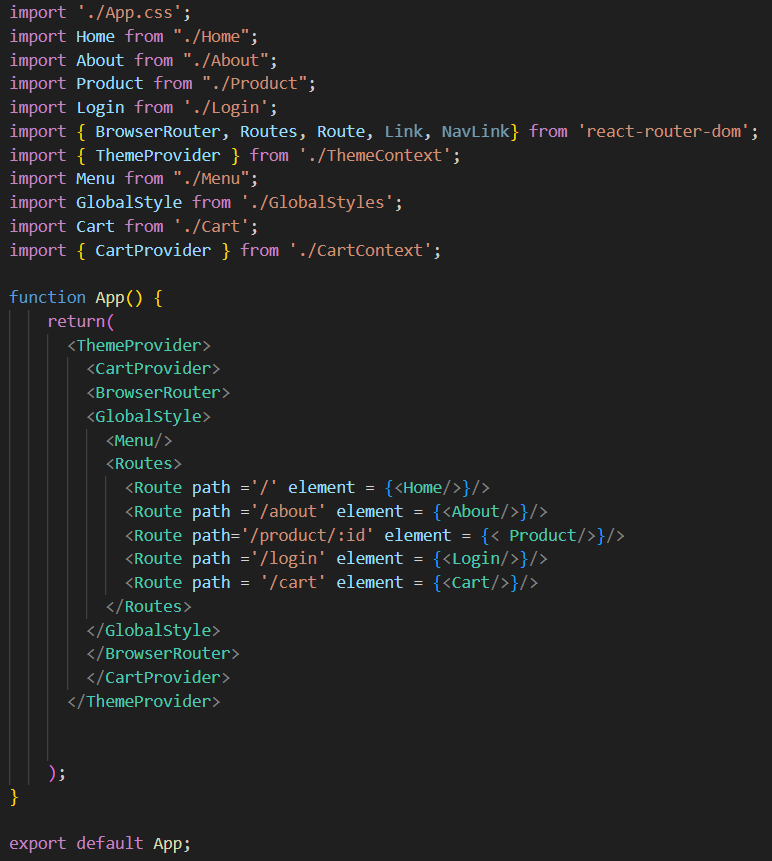 import './App.css';
import Home from "./Home";
import About from "./About";
import Product from "./Product";
import Login from './Login';
import { BrowserRouter, Routes, Route, Link, NavLink} from 'react-router-dom';
import { ThemeProvider } from './ThemeContext';
import Menu from "./Menu";
import GlobalStyle from './GlobalStyles';
import Cart from './Cart';
import { CartProvider } from './CartContext';

function App() {
    return(
      <ThemeProvider>
        <CartProvider>
        <BrowserRouter>
        <GlobalStyle>
          <Menu/>
          <Routes>
            <Route path ='/' element = {<Home/>}/>
            <Route path ='/about' element = {<About/>}/>
            <Route path='/product/:id' element = {< Product/>}/>
            <Route path ='/login' element = {<Login/>}/>
            <Route path = '/cart' element = {<Cart/>}/>
          </Routes>
        </GlobalStyle>
        </BrowserRouter>
        </CartProvider>
      </ThemeProvider>



    );
}

export default App;